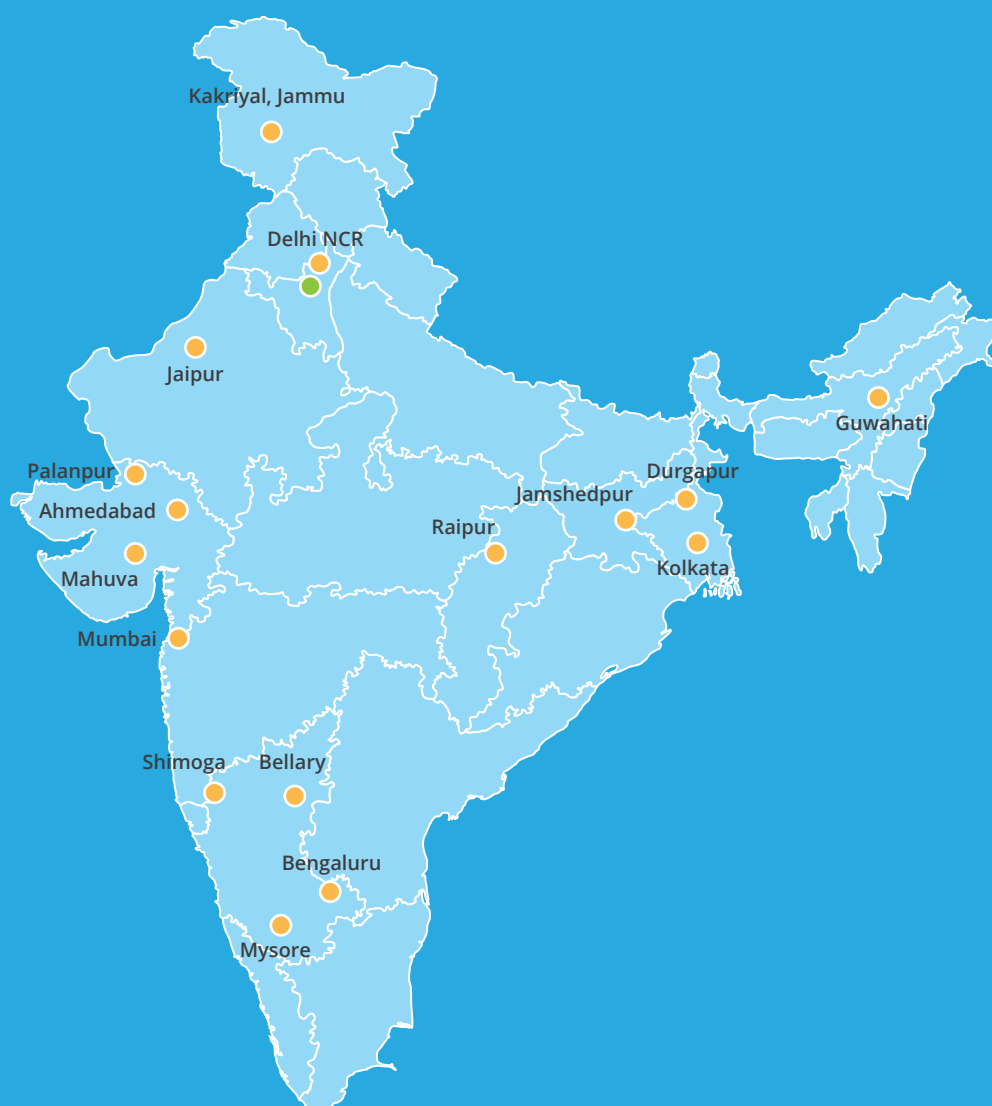 Kakriyal, Jammu
Delhi NCR
Jaipur
Guwahati
Palanpur
Durgapur
Jamshedpur
Ahmedabad
Raipur
Kolkata
Mahuva
Mumbai
Shimoga
Bellary
Bengaluru
Mysore